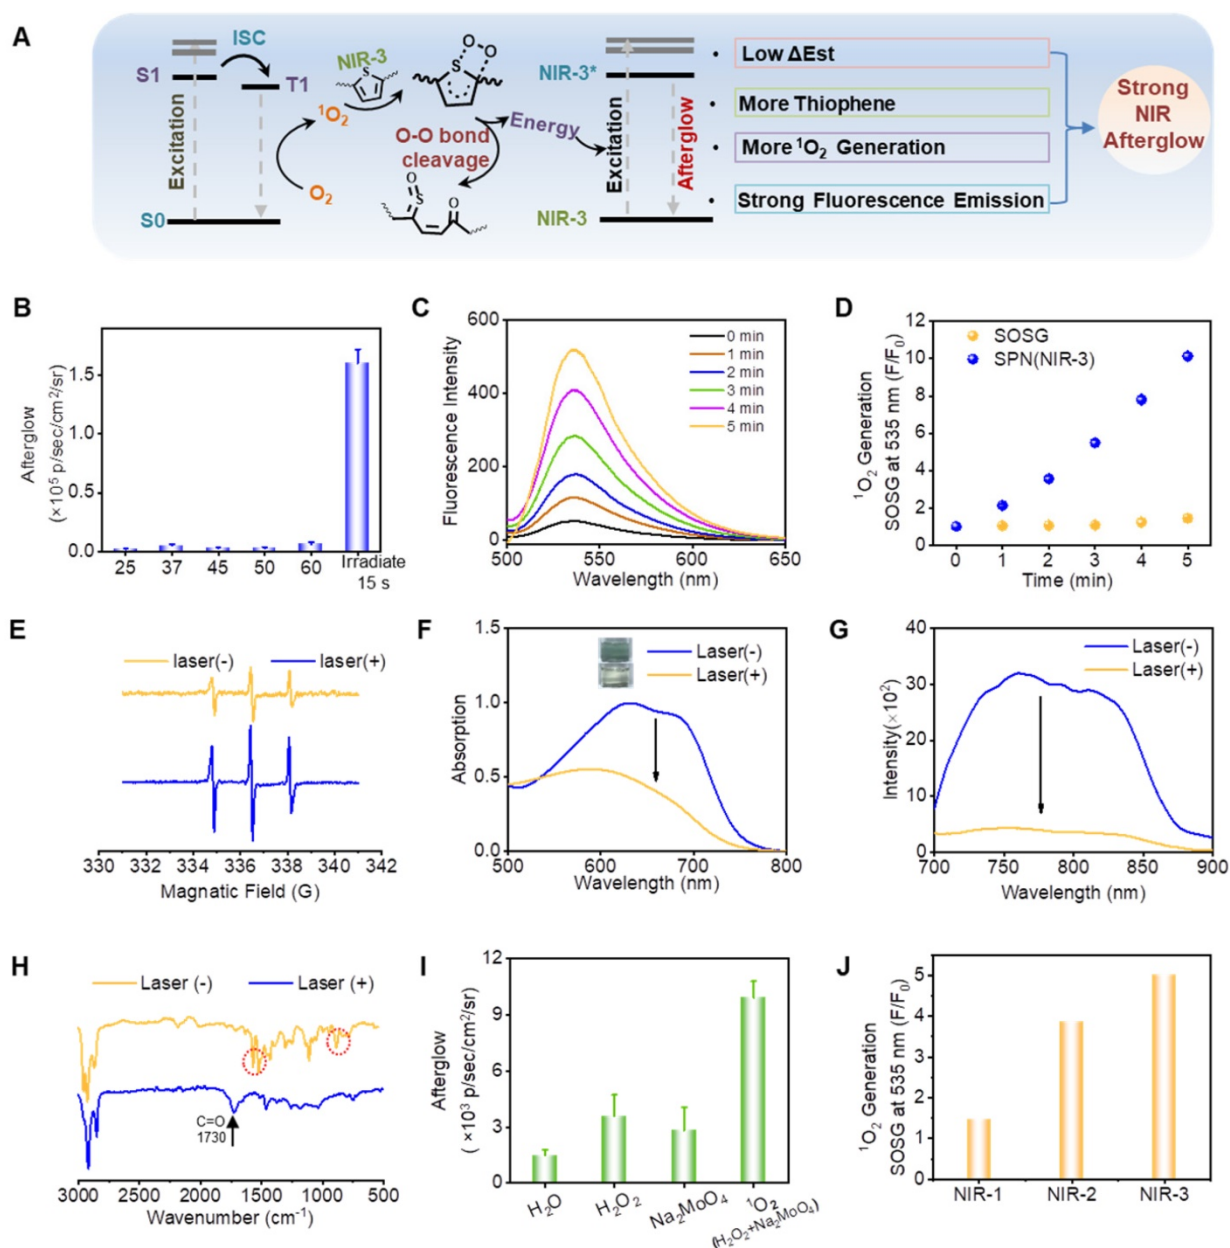 A
ISC
S1
T1
Excitation
S0
O₂
¹O₂
NIR-3
S
S
O
O
O-O bond
cleavage
O
S
O
Energy
NIR-3*
Excitation
Afterglow
NIR-3
• Low ΔEst
• More Thiophene
• More ¹O₂ Generation
• Strong Fluorescence Emission
Strong
NIR
Afterglow
B
Afterglow
(×10⁵ p/sec/cm²/sr)
1.5
1.0
0.5
0.0
25 37 45 50 60 Irradiate
15 s
C
Fluorescence Intensity
600
400
200
0
0 min
1 min
2 min
3 min
4 min
5 min
500 550 600 650
Wavelength (nm)
D
¹O₂ Generation
SOSG at 535 nm (F/F₀)
12
10
8
6
4
2
0
SOSG
SPN(NIR-3)
0 1 2 3 4 5
Time (min)
E
laser(-) laser(+)
330 332 334 336 338 340 342
Magnatic Field (G)
F
Absorption
1.5
1.0
0.5
0.0
Laser(-)
Laser(+)
500 600 700 800
Wavelength (nm)
G
Intensity(×10²)
40
30
20
10
0
Laser(-)
Laser(+)
700 750 800 850 900
Wavelength (nm)
H
Laser (-) Laser (+)
C=O
1730
3000 2500 2000 1500 1000 500
Wavenumber (cm⁻¹)
I
Afterglow
( ×10³ p/sec/cm²/sr)
12
9
6
3
0
H₂O H₂O₂ Na₂MoO₄ ¹O₂
(H₂O₂+Na₂MoO₄)
J
¹O₂ Generation
SOSG at 535 nm (F/F₀)
5
4
3
2
1
0
NIR-1 NIR-2 NIR-3